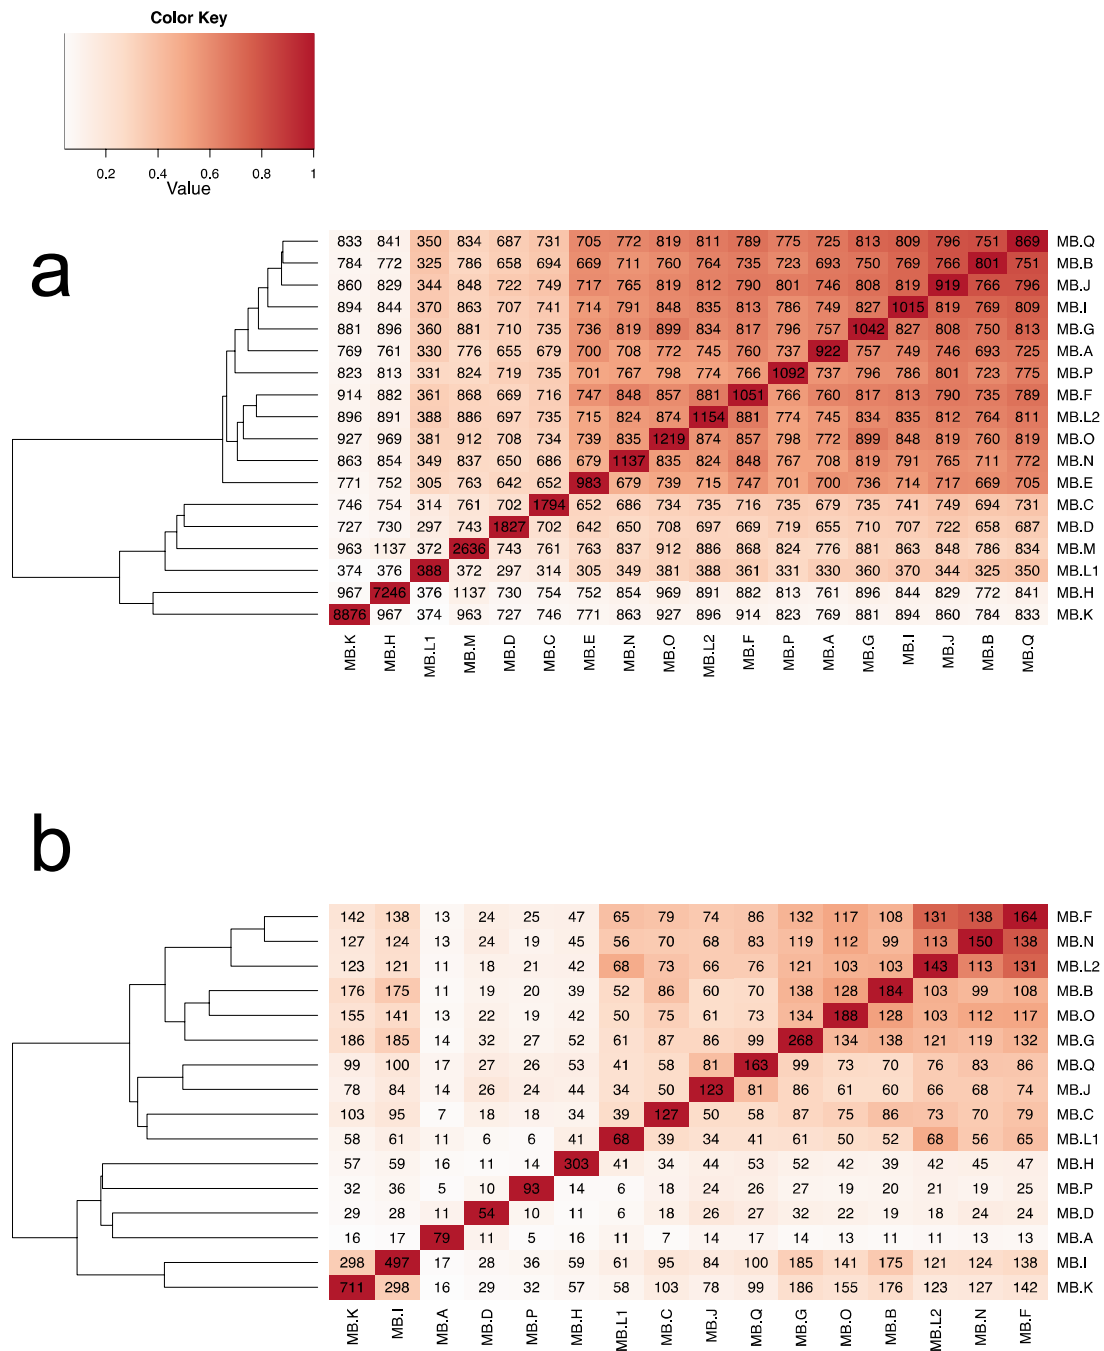 Color Key
0.2 0.4 0.6 0.8 1
Value
a
833 841 350 834 687 731 705 772 819 811 789 775 725 813 809 796 751 869 MB.Q
784 772 325 786 658 694 669 711 760 764 735 723 693 750 769 766 801 751 MB.B
860 829 344 848 722 749 717 765 819 812 790 801 746 808 819 919 766 796 MB.J
894 844 370 863 707 741 714 791 848 835 813 786 749 827 1015 819 769 809 MB.I
881 896 360 881 710 735 736 819 899 834 817 796 757 1042 827 808 750 813 MB.G
769 761 330 776 655 679 700 708 772 745 760 737 922 757 749 746 693 725 MB.A
823 813 331 824 719 735 701 767 798 774 766 1092 737 796 786 801 723 775 MB.P
914 882 361 868 669 716 747 848 857 881 1051 766 760 817 813 790 735 789 MB.F
896 891 388 886 697 735 715 824 874 1154 881 774 745 834 835 812 764 811 MB.L2
927 969 381 912 708 734 739 835 1219 874 857 798 772 899 848 819 760 819 MB.O
863 854 349 837 650 686 679 1137 835 824 848 767 708 819 791 765 711 772 MB.N
771 752 305 763 642 652 983 679 739 715 747 701 700 736 714 717 669 705 MB.E
746 754 314 761 702 1794 652 686 734 735 716 735 679 735 741 749 694 731 MB.C
727 730 297 743 1827 702 642 650 708 697 669 719 655 710 707 722 658 687 MB.D
963 1137 372 2636 743 761 763 837 912 886 868 824 776 881 863 848 786 834 MB.M
374 376 388 372 297 314 305 349 381 388 361 331 330 360 370 344 325 350 MB.L1
967 7246 376 1137 730 754 752 854 969 891 882 813 761 896 844 829 772 841 MB.H
8876 967 374 963 727 746 771 863 927 896 914 823 769 881 894 860 784 833 MB.K
MB.K MB.H MB.L1 MB.M MB.D MB.C MB.E MB.N MB.O MB.L2 MB.F MB.P MB.A MB.G MB.I MB.J MB.B MB.Q
b
142 138 13 24 25 47 65 79 74 86 132 117 108 131 138 164 MB.F
127 124 13 24 19 45 56 70 68 83 119 112 99 113 150 138 MB.N
123 121 11 18 21 42 68 73 66 76 121 103 103 143 113 131 MB.L2
176 175 11 19 20 39 52 86 60 70 138 128 184 103 99 108 MB.B
155 141 13 22 19 42 50 75 61 73 134 188 128 103 112 117 MB.O
186 185 14 32 27 52 61 87 86 99 268 134 138 121 119 132 MB.G
99 100 17 27 26 53 41 58 81 163 99 73 70 76 83 86 MB.Q
78 84 14 26 24 44 34 50 123 81 86 61 60 66 68 74 MB.J
103 95 7 18 18 34 39 127 50 58 87 75 86 73 70 79 MB.C
58 61 11 6 6 41 68 39 34 41 61 50 52 68 56 65 MB.L1
57 59 16 11 14 303 41 34 44 53 52 42 39 42 45 47 MB.H
32 36 5 10 93 14 6 18 24 26 27 19 20 21 19 25 MB.P
29 28 11 54 10 11 6 18 26 27 32 22 19 18 24 24 MB.D
16 17 79 11 5 16 11 7 14 17 14 13 11 11 13 13 MB.A
298 497 17 28 36 59 61 95 84 100 185 141 175 121 124 138 MB.I
711 298 16 29 32 57 58 103 78 99 186 155 176 123 127 142 MB.K
MB.K MB.I MB.A MB.D MB.P MB.H MB.L1 MB.C MB.J MB.Q MB.G MB.O MB.B MB.L2 MB.N MB.F